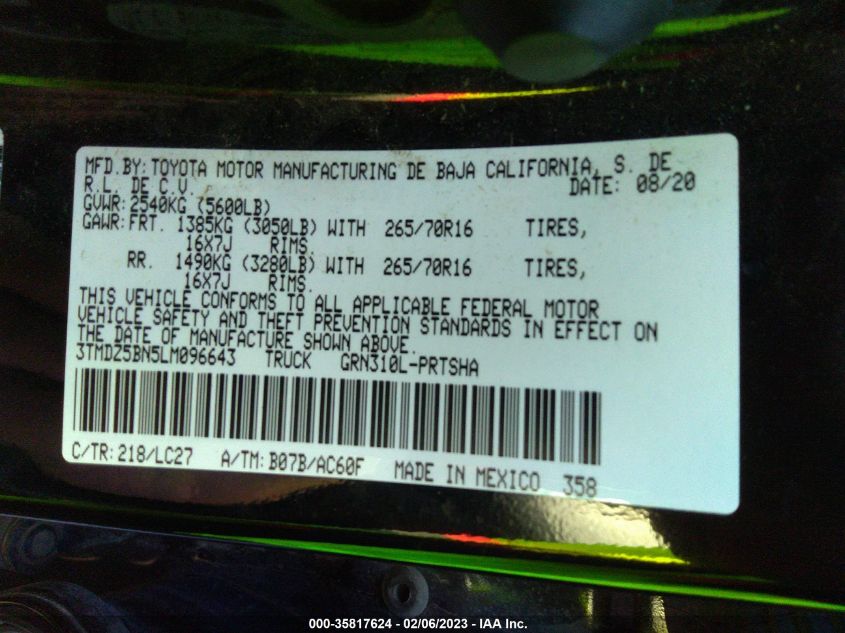 MFD.BY: TOYOTA MOTOR MANUFACTURING DE BAJA CALIFORNIA, S. DE
R.L. DE C.V. DATE: 08/20
GVWR: 2540KG (5600LB)
GAWR: FRT. 1385KG (3050LB) WITH 265/70R16 TIRES,
16X7J RIMS.
RR. 1490KG (3280LB) WITH 265/70R16 TIRES,
16X7J RIMS.
THIS VEHICLE CONFORMS TO ALL APPLICABLE FEDERAL MOTOR
VEHICLE SAFETY AND THEFT PREVENTION STANDARDS IN EFFECT ON
THE DATE OF MANUFACTURE SHOWN ABOVE.
3TMDZ5BN5LM096643 TRUCK GRN310L-PRTSHA
C/TR: 218/LC27 A/TM: B07B/AC60F MADE IN MEXICO 358
000-35817624 - 02/06/2023 - IAA Inc.